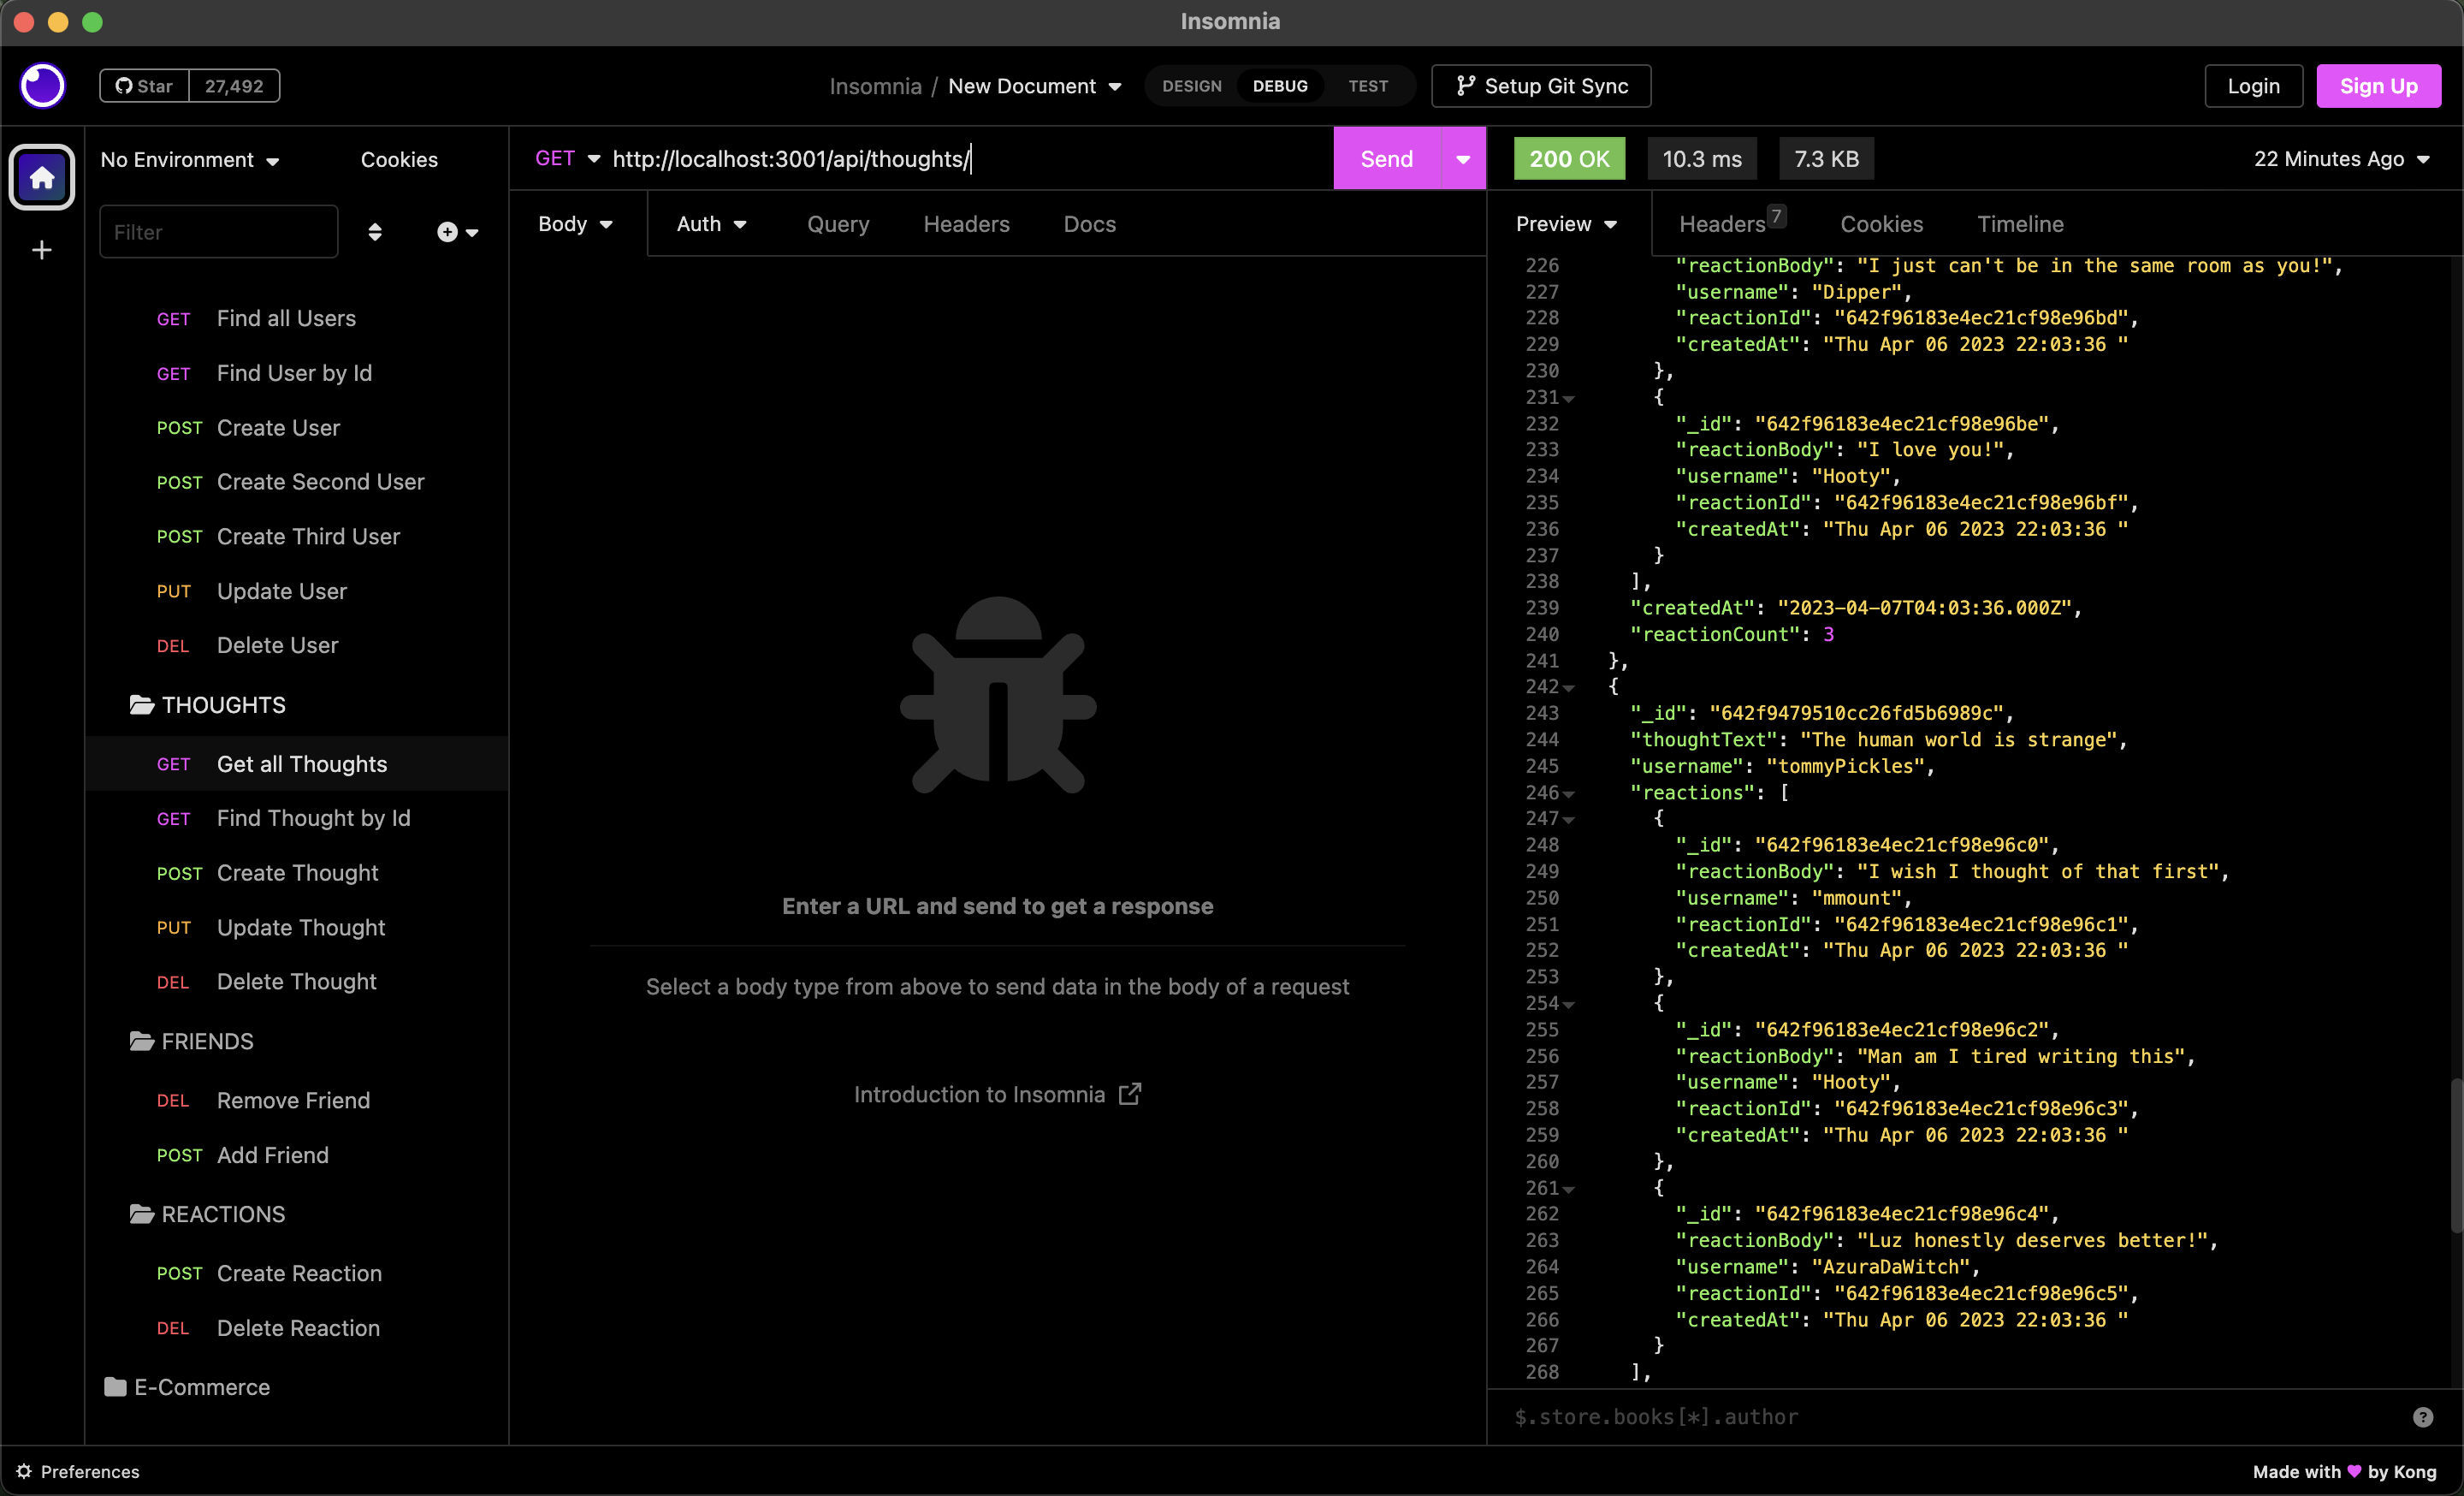 Insomnia
Star 27,492
Insomnia / New Document
DESIGN DEBUG TEST
Setup Git Sync
Login
Sign Up
No Environment
Cookies
Filter
GET Find all Users
GET Find User by Id
POST Create User
POST Create Second User
POST Create Third User
PUT Update User
DEL Delete User
THOUGHTS
GET Get all Thoughts
GET Find Thought by Id
POST Create Thought
PUT Update Thought
DEL Delete Thought
FRIENDS
DEL Remove Friend
POST Add Friend
REACTIONS
POST Create Reaction
DEL Delete Reaction
E-Commerce
GET http://localhost:3001/api/thoughts/
Send
Body Auth Query Headers Docs
Enter a URL and send to get a response
Select a body type from above to send data in the body of a request
Introduction to Insomnia
200 OK 10.3 ms 7.3 KB 22 Minutes Ago
Preview Headers 7 Cookies Timeline
226 "reactionBody": "I just can't be in the same room as you!",
227 "username": "Dipper",
228 "reactionId": "642f96183e4ec21cf98e96bd",
229 "createdAt": "Thu Apr 06 2023 22:03:36 "
230 },
231 {
232 "_id": "642f96183e4ec21cf98e96be",
233 "reactionBody": "I love you!",
234 "username": "Hooty",
235 "reactionId": "642f96183e4ec21cf98e96bf",
236 "createdAt": "Thu Apr 06 2023 22:03:36 "
237 }
238 ],
239 "createdAt": "2023-04-07T04:03:36.000Z",
240 "reactionCount": 3
241 },
242 {
243 "_id": "642f9479510cc26fd5b6989c",
244 "thoughtText": "The human world is strange",
245 "username": "tommyPickles",
246 "reactions": [
247 {
248 "_id": "642f96183e4ec21cf98e96c0",
249 "reactionBody": "I wish I thought of that first",
250 "username": "mmount",
251 "reactionId": "642f96183e4ec21cf98e96c1",
252 "createdAt": "Thu Apr 06 2023 22:03:36 "
253 },
254 {
255 "_id": "642f96183e4ec21cf98e96c2",
256 "reactionBody": "Man am I tired writing this",
257 "username": "Hooty",
258 "reactionId": "642f96183e4ec21cf98e96c3",
259 "createdAt": "Thu Apr 06 2023 22:03:36 "
260 },
261 {
262 "_id": "642f96183e4ec21cf98e96c4",
263 "reactionBody": "Luz honestly deserves better!",
264 "username": "AzuraDaWitch",
265 "reactionId": "642f96183e4ec21cf98e96c5",
266 "createdAt": "Thu Apr 06 2023 22:03:36 "
267 }
268 ],
$.store.books[*].author
?
Preferences
Made with ♥ by Kong